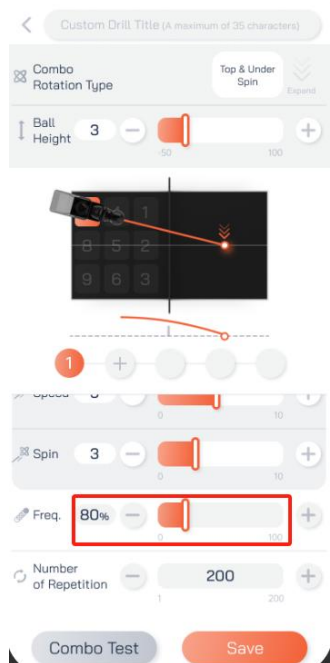 Custom Drill Title (A maximum of 35 characters)
Combo
Rotation Type
Top & Under
Spin
Expand
Ball
Height
3
-50
100
1
8 5 2
9 6 3
1
+
Speed
0
10
Spin
3
0
10
Freq.
80%
0
100
Number
of Repetition
200
1
200
Combo Test
Save